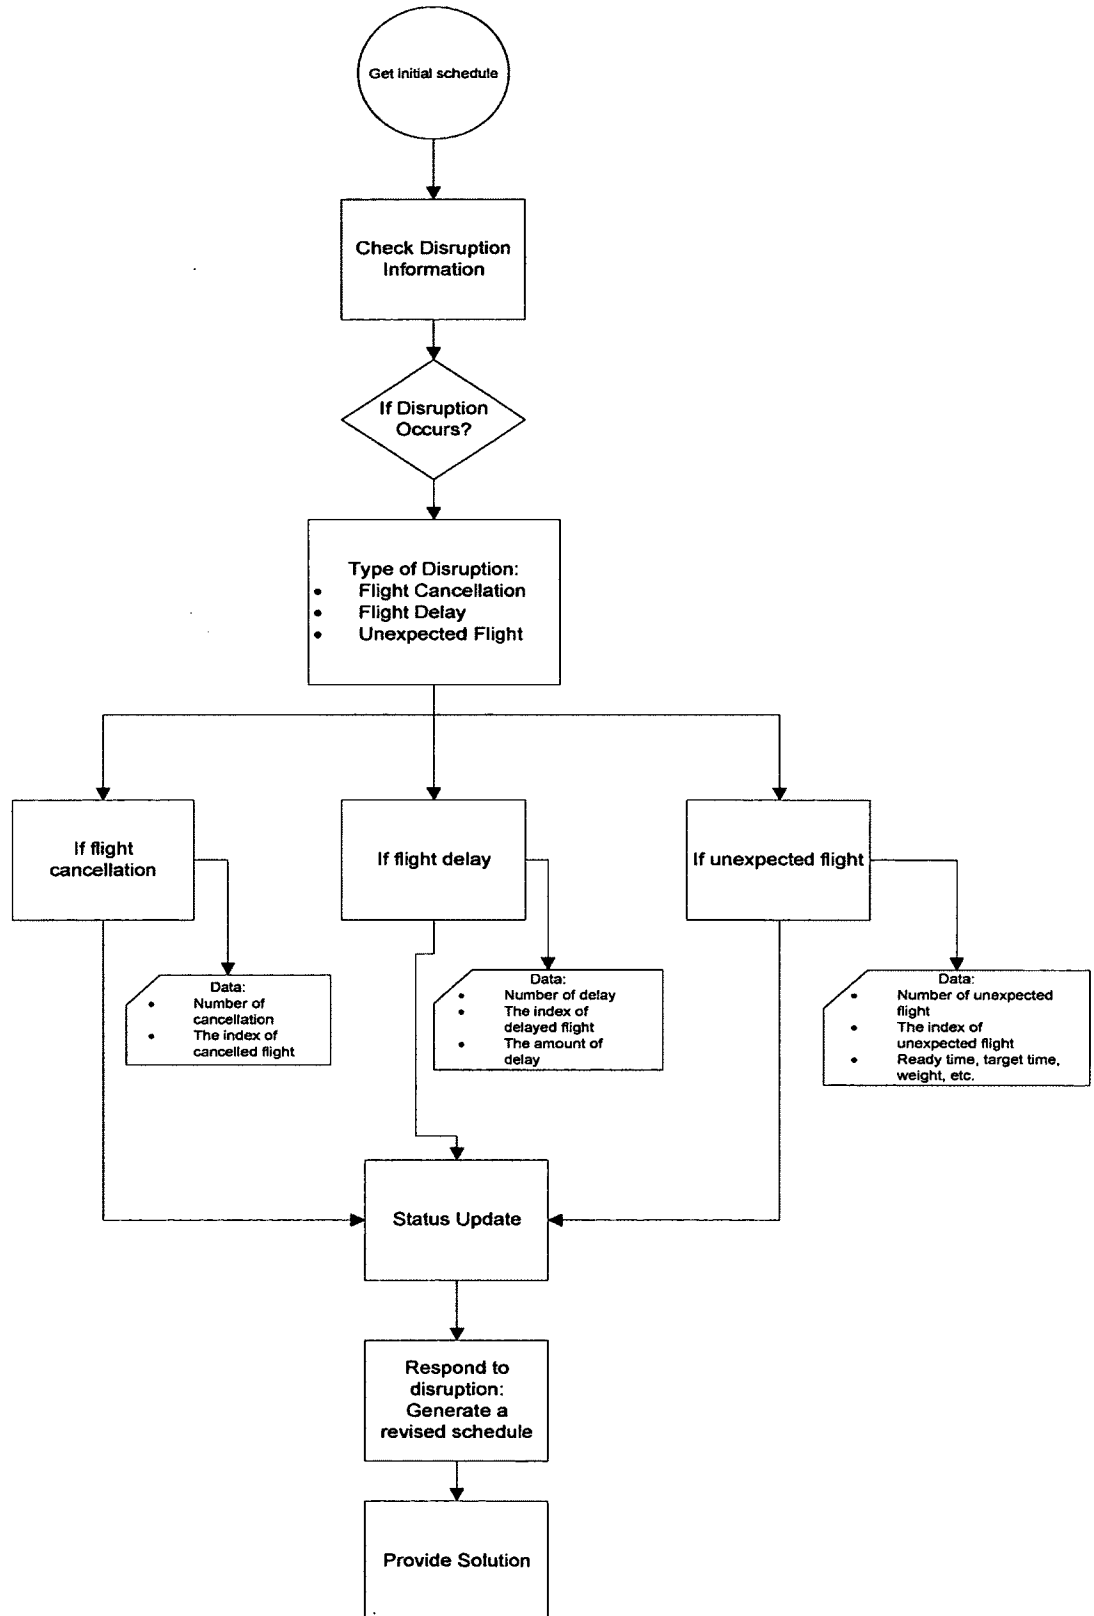 Get initial schedule
Check Disruption
Information
If Disruption
Occurs?
Type of Disruption:
• Flight Cancellation
• Flight Delay
• Unexpected Flight
If flight
cancellation
If flight delay
If unexpected flight
Data:
• Number of
cancellation
• The index of
cancelled flight
Data:
• Number of delay
• The index of
delayed flight
• The amount of
delay
Data:
• Number of unexpected
flight
• The index of
unexpected flight
• Ready time, target time,
weight, etc.
Status Update
Respond to
disruption:
Generate a
revised schedule
Provide Solution